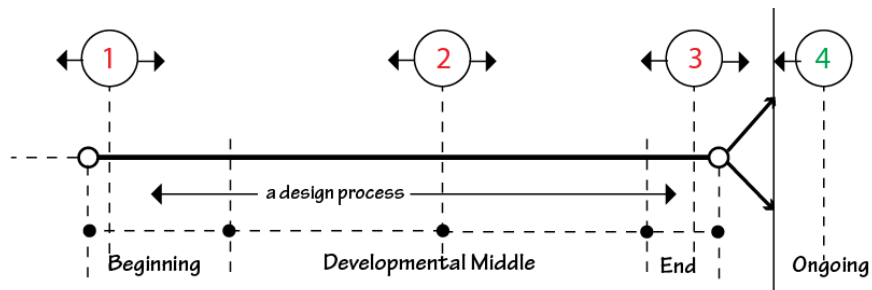 1 2 3 4
a design process
Beginning Developmental Middle End Ongoing